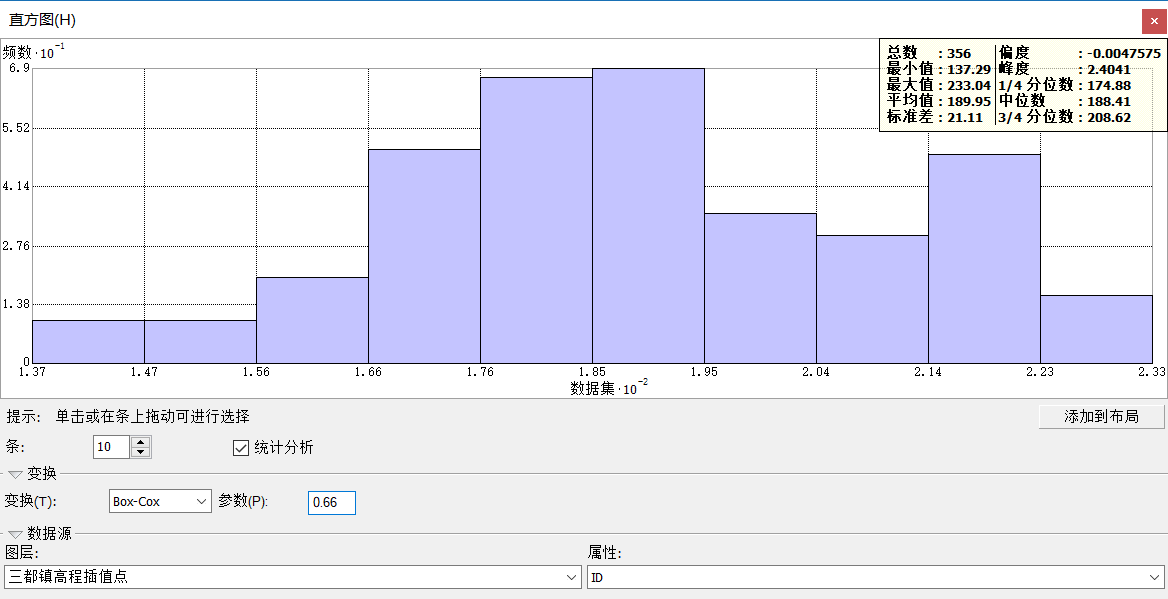 直方图(H)
频数·10⁻¹
6.9
5.52
4.14
2.76
1.38
0
1.37 1.47 1.56 1.66 1.76 1.85 1.95 2.04 2.14 2.23 2.33
数据集·10⁻²
总数 : 356 偏度 : -0.0047575
最小值 : 137.29 峰度 : 2.4041
最大值 : 233.04 1/4 分位数 : 174.88
平均值 : 189.95 中位数 : 188.41
标准差 : 21.11 3/4 分位数 : 208.62
提示: 单击或在条上拖动可进行选择 添加到布局
条: 10 统计分析
变换
变换(T): Box-Cox 参数(P): 0.66
数据源
图层: 属性:
三都镇高程插值点 ID